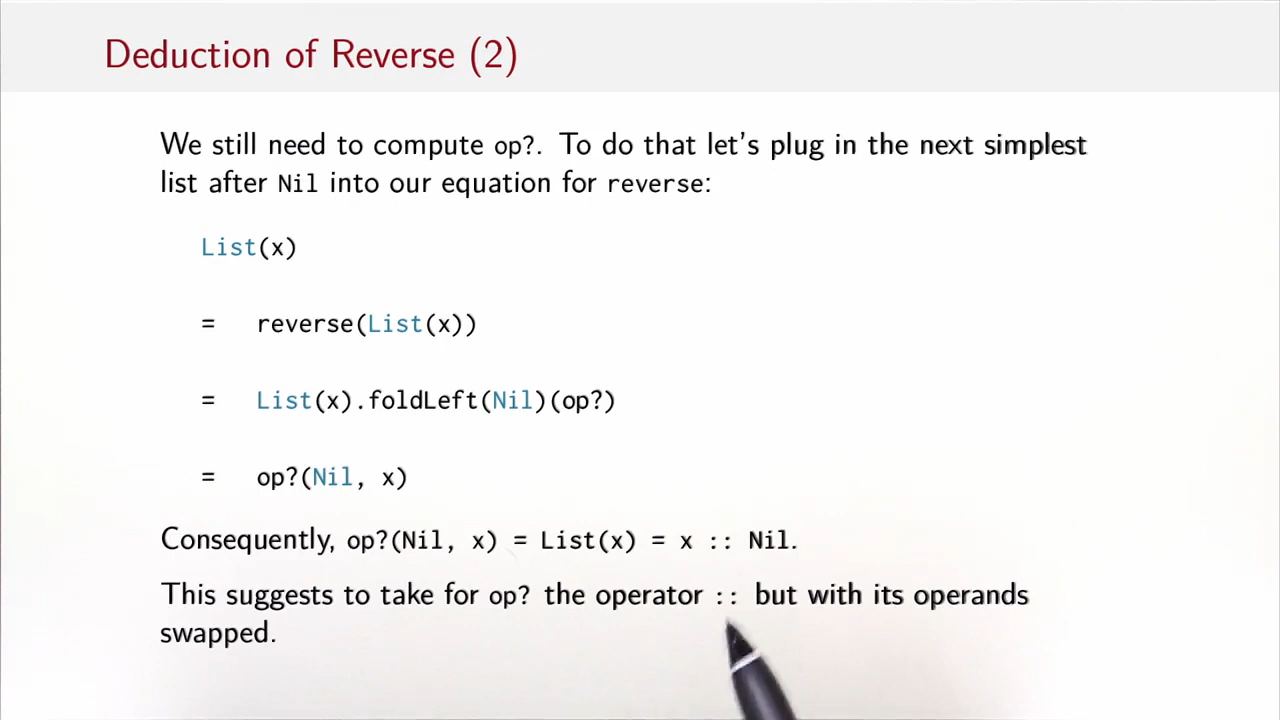 Deduction of Reverse (2)
We still need to compute op?. To do that let's plug in the next simplest
list after Nil into our equation for reverse:
List(x)
= reverse(List(x))
= List(x).foldLeft(Nil)(op?)
= op?(Nil, x)
Consequently, op?(Nil, x) = List(x) = x :: Nil.
This suggests to take for op? the operator :: but with its operands
swapped.